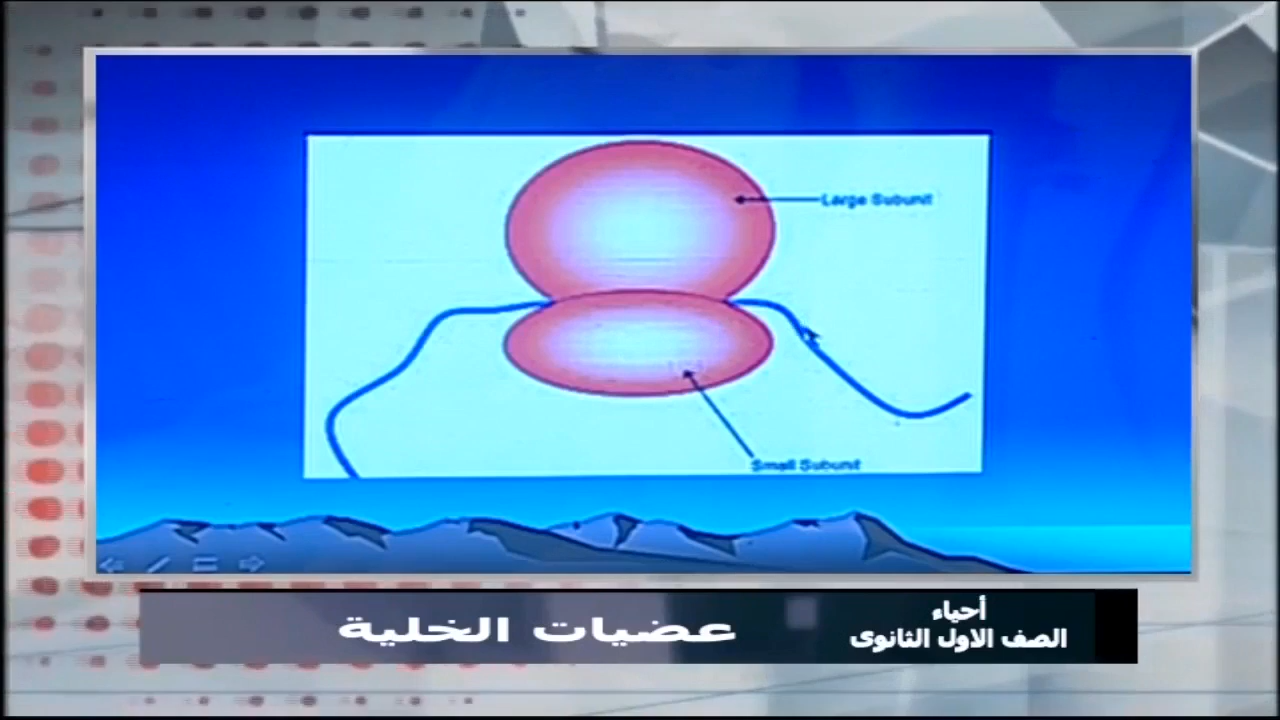 Large Subunit
Small Subunit
أحياء
الصف الاول الثانوى
عضيات الخلية